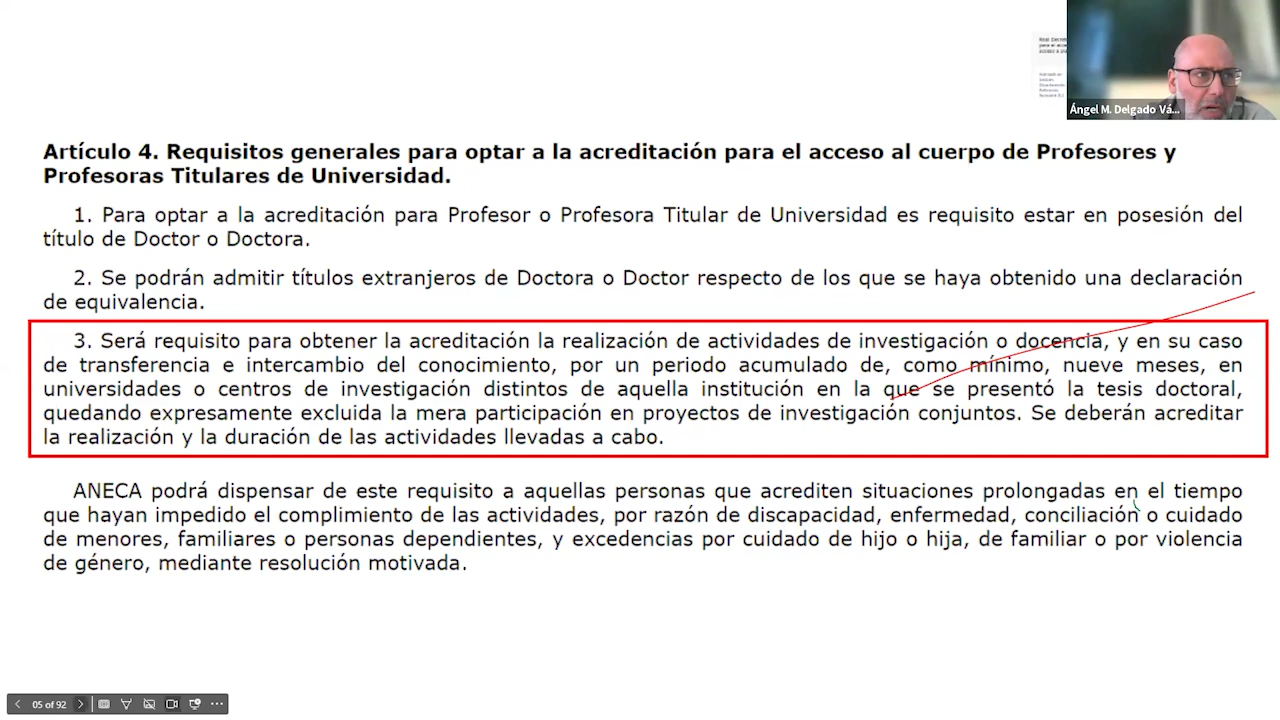 Ángel M. Delgado Vá...
Artículo 4. Requisitos generales para optar a la acreditación para el acceso al cuerpo de Profesores y
Profesoras Titulares de Universidad.
1. Para optar a la acreditación para Profesor o Profesora Titular de Universidad es requisito estar en posesión del
título de Doctor o Doctora.
2. Se podrán admitir títulos extranjeros de Doctora o Doctor respecto de los que se haya obtenido una declaración
de equivalencia.
3. Será requisito para obtener la acreditación la realización de actividades de investigación o docencia, y en su caso
de transferencia e intercambio del conocimiento, por un periodo acumulado de, como mínimo, nueve meses, en
universidades o centros de investigación distintos de aquella institución en la que se presentó la tesis doctoral,
quedando expresamente excluida la mera participación en proyectos de investigación conjuntos. Se deberán acreditar
la realización y la duración de las actividades llevadas a cabo.
ANECA podrá dispensar de este requisito a aquellas personas que acrediten situaciones prolongadas en el tiempo
que hayan impedido el complimiento de las actividades, por razón de discapacidad, enfermedad, conciliación o cuidado
de menores, familiares o personas dependientes, y excedencias por cuidado de hijo o hija, de familiar o por violencia
de género, mediante resolución motivada.
05 of 92